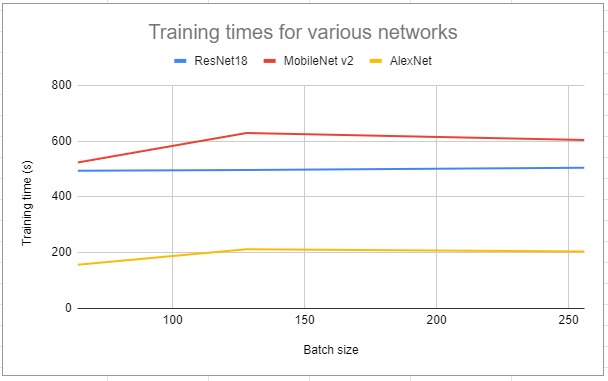 Training times for various networks
ResNet18 MobileNet v2 AlexNet
800
600
400
200
0
Training time (s)
100 150 200 250
Batch size